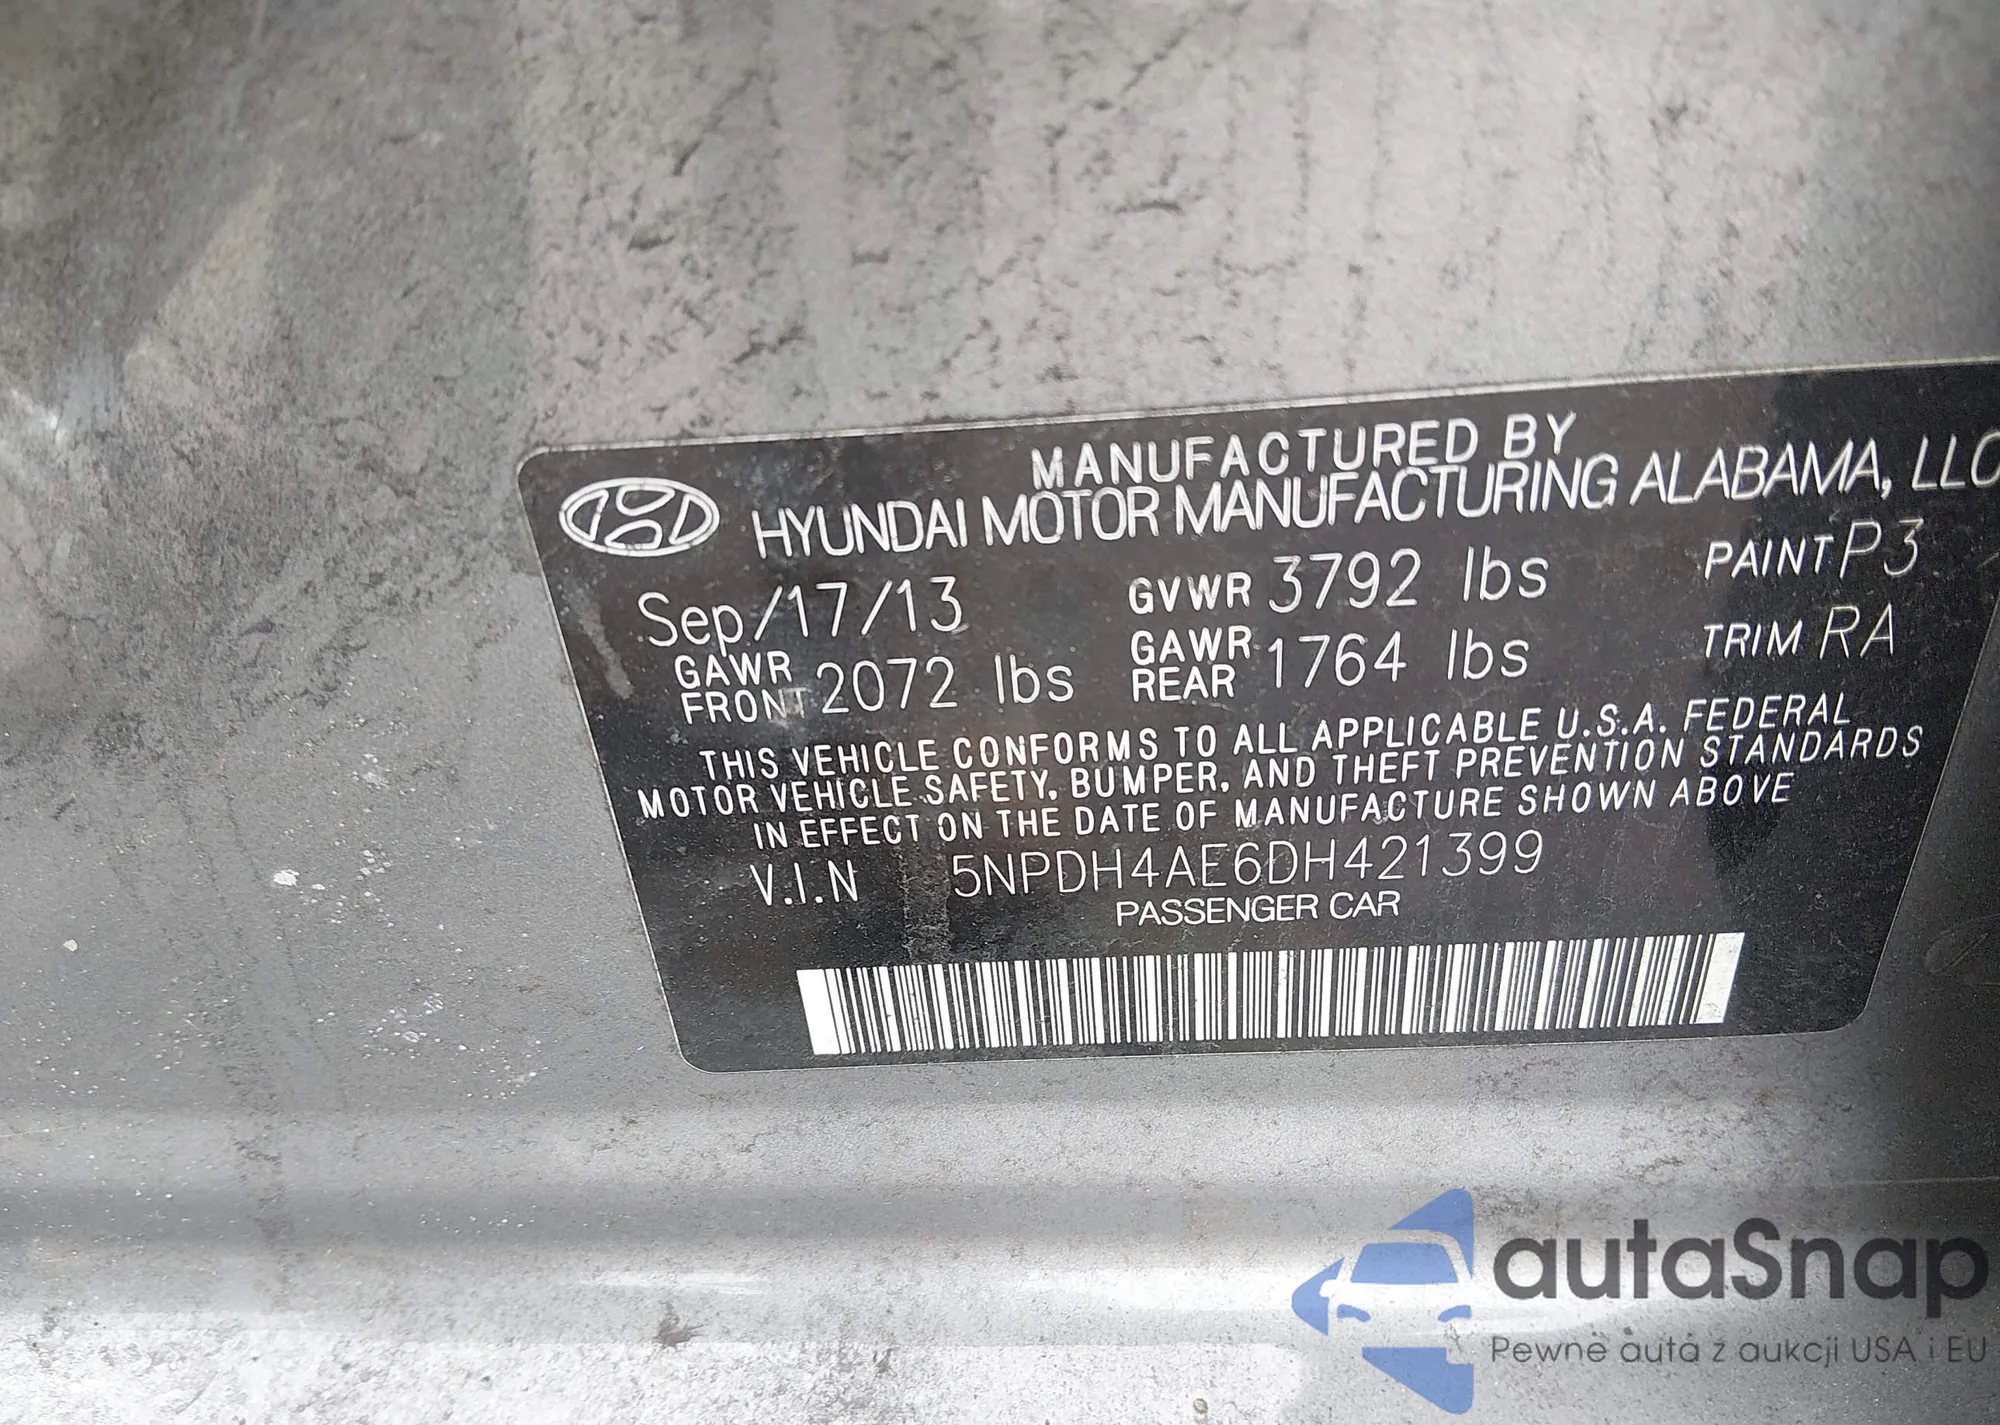 MANUFACTURED BY
HYUNDAI MOTOR MANUFACTURING ALABAMA, LLC
Sep/17/13 GVWR 3792 lbs PAINT P3
GAWR FRONT 2072 lbs GAWR REAR 1764 lbs TRIM RA
THIS VEHICLE CONFORMS TO ALL APPLICABLE U.S.A. FEDERAL
MOTOR VEHICLE SAFETY, BUMPER, AND THEFT PREVENTION STANDARDS
IN EFFECT ON THE DATE OF MANUFACTURE SHOWN ABOVE
V.I.N 5NPDH4AE6DH421399
PASSENGER CAR
autaSnap
Pewne auta z aukcji USA i EU